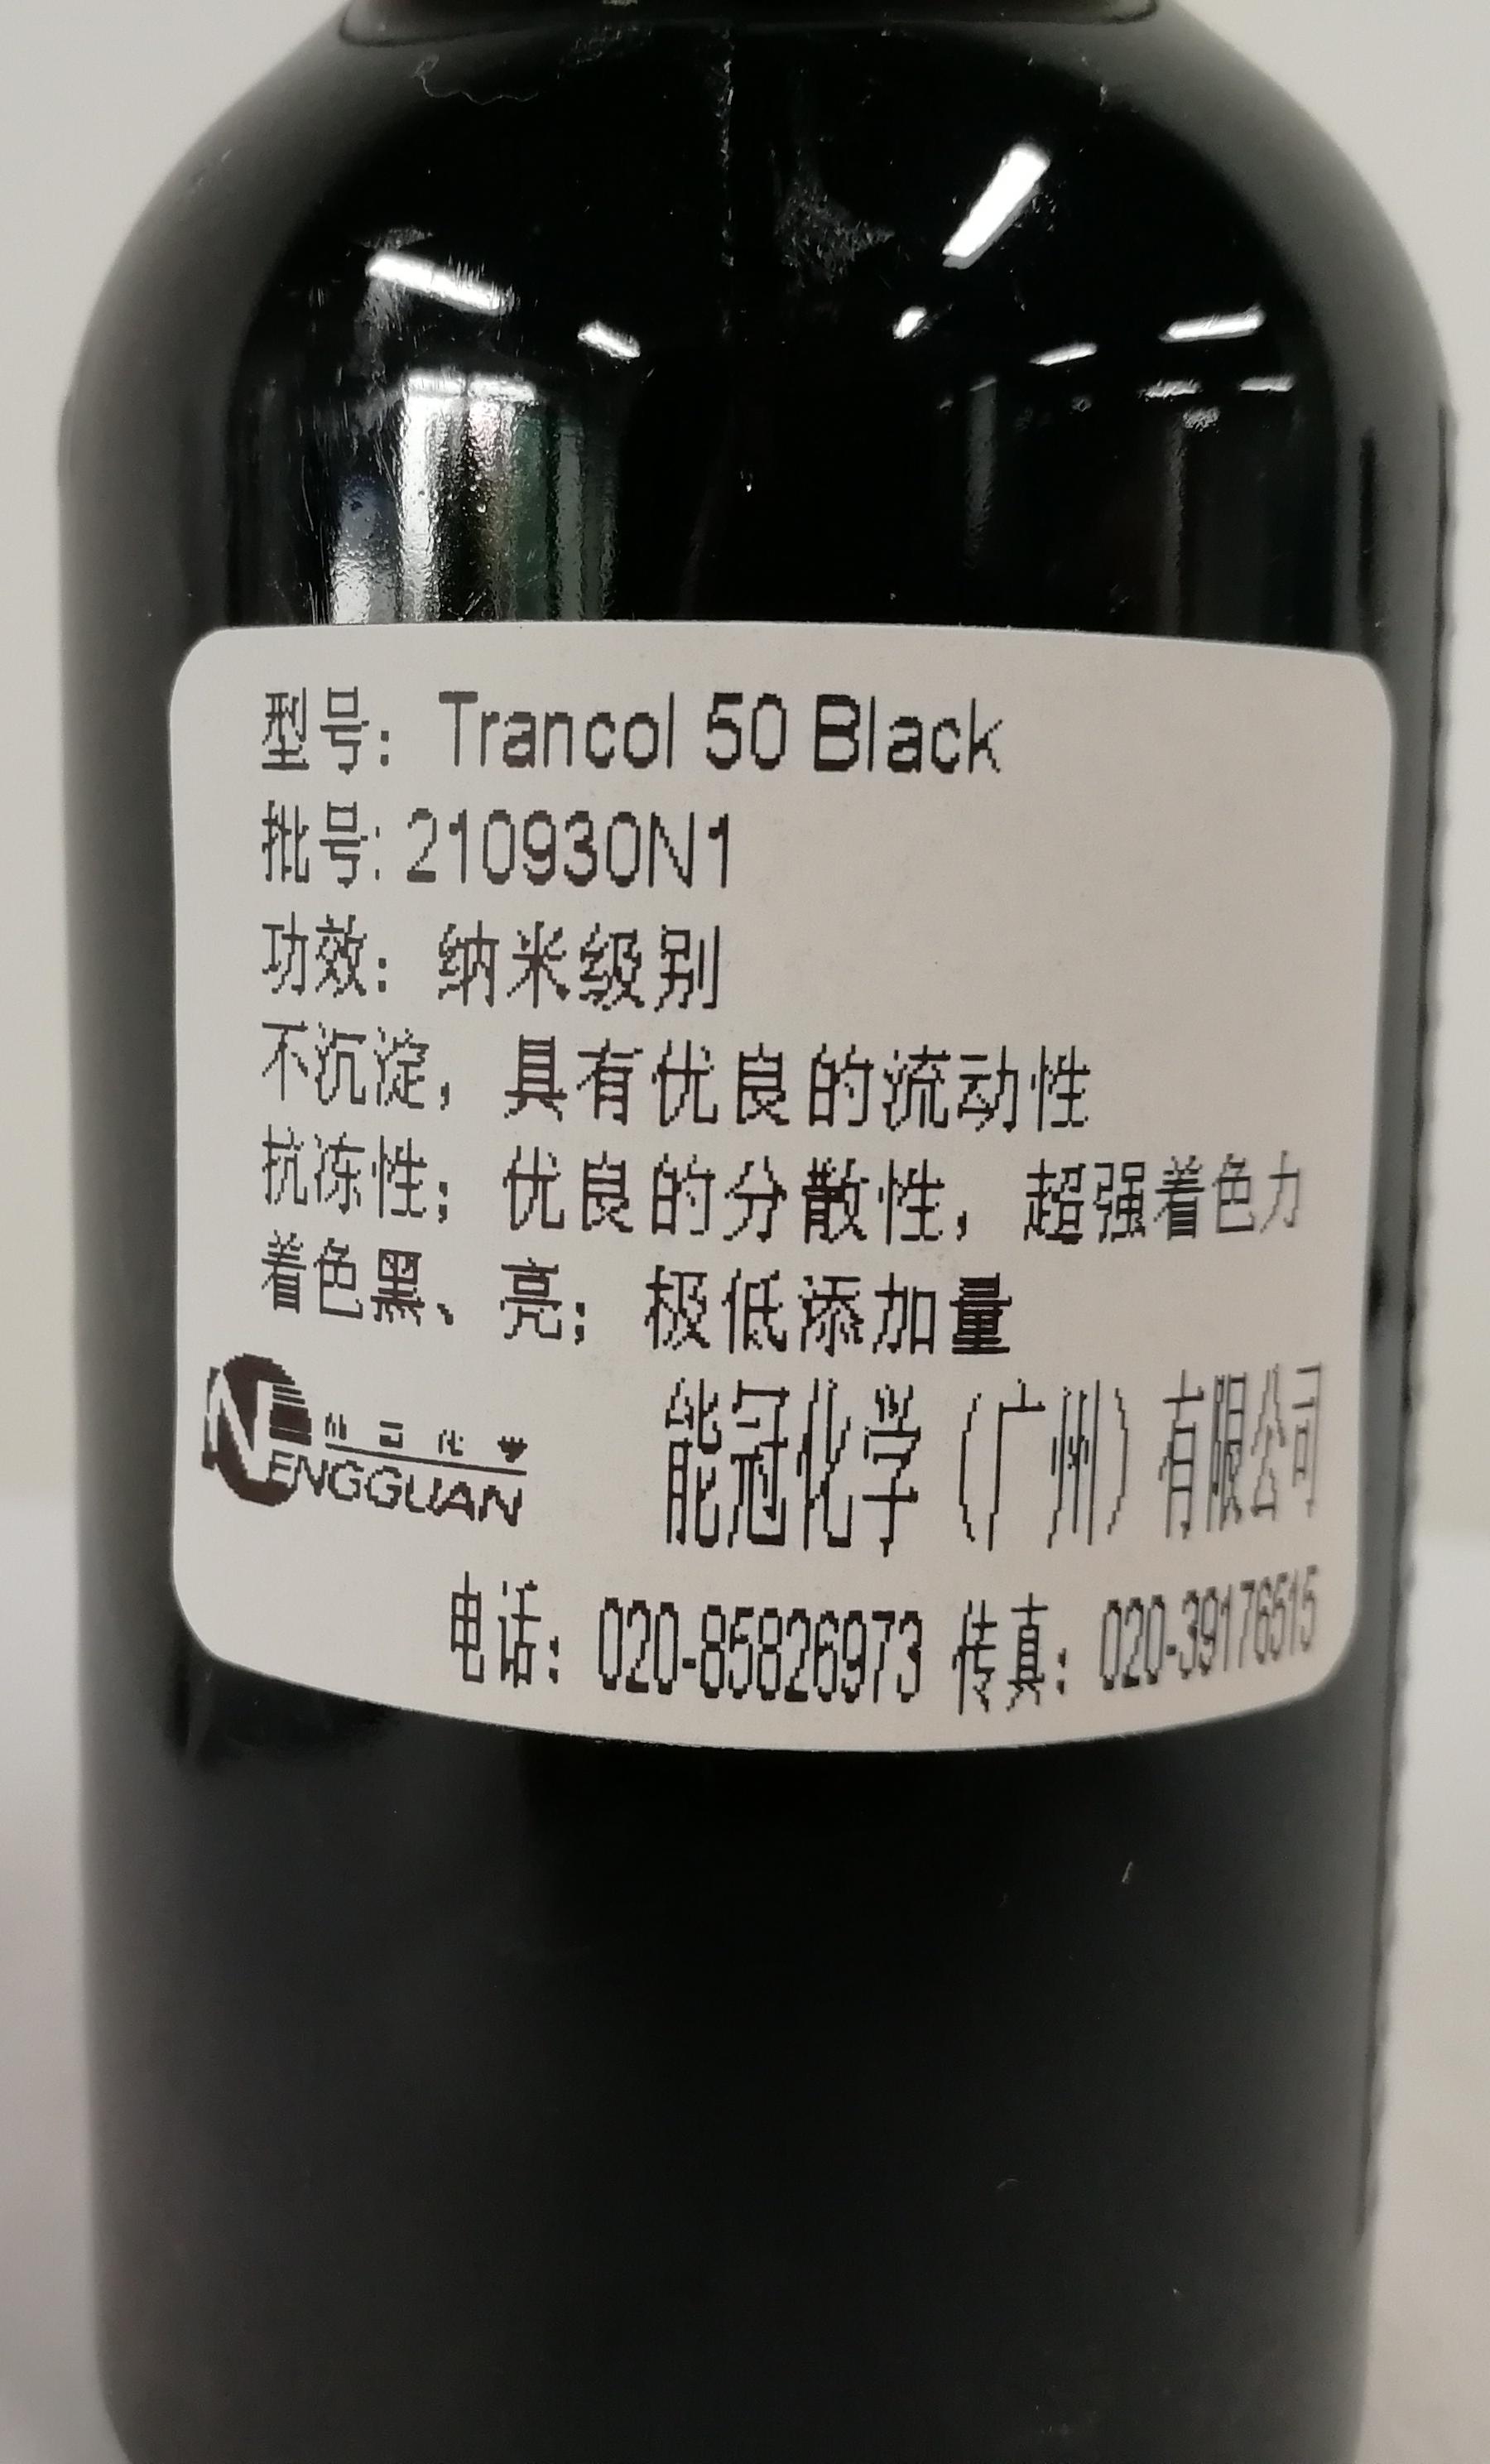 型号：Trancol 50 Black
批号：210930N1
功效：纳米级别
不沉淀，具有优良的流动性
抗冻性；优良的分散性，超强着色力
着色黑、亮；极低添加量
NENGGUAN
能冠化学（广州）有限公司
电话：020-85826973 传真：020-39176515